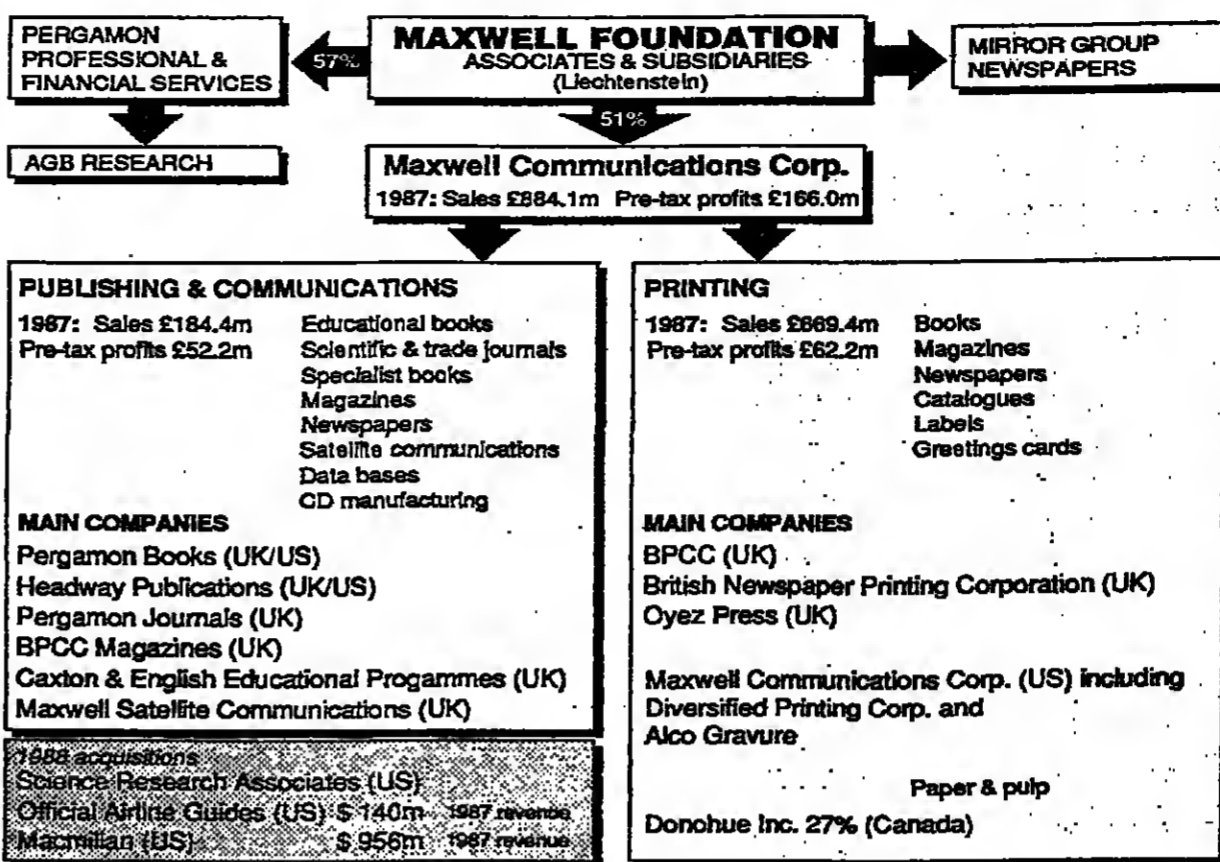 PERGAMON
PROFESSIONAL &
FINANCIAL SERVICES
57%
MAXWELL FOUNDATION
ASSOCIATES & SUBSIDIARIES
(Liechtenstein)
MIRROR GROUP
NEWSPAPERS
AGB RESEARCH
51%
Maxwell Communications Corp.
1987: Sales £884.1m Pre-tax profits £166.0m
PUBLISHING & COMMUNICATIONS
1987: Sales £184.4m
Pre-tax profits £52.2m
Educational books
Scientific & trade journals
Specialist books
Magazines
Newspapers
Satellite communications
Data bases
CD manufacturing
MAIN COMPANIES
Pergamon Books (UK/US)
Headway Publications (UK/US)
Pergamon Journals (UK)
BPCC Magazines (UK)
Caxton & English Educational Progammes (UK)
Maxwell Satellite Communications (UK)
1988 acquisitions
Science Research Associates (US)
Official Airline Guides (US) $ 140m 1987 revenue
Macmillan (US) $ 956m 1987 revenue
PRINTING
1987: Sales £669.4m
Pre-tax profits £62.2m
Books
Magazines
Newspapers
Catalogues
Labels
Greetings cards
MAIN COMPANIES
BPCC (UK)
British Newspaper Printing Corporation (UK)
Oyez Press (UK)
Maxwell Communications Corp. (US) including
Diversified Printing Corp. and
Alco Gravure
Paper & pulp
Donohue Inc. 27% (Canada)